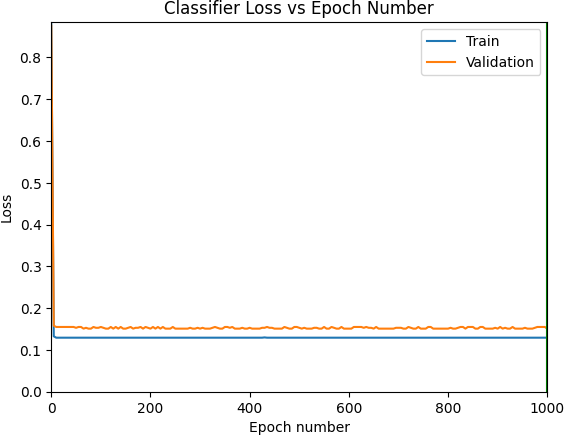 Classifier Loss vs Epoch Number
Train
Validation
Loss
0.8
0.7
0.6
0.5
0.4
0.3
0.2
0.1
0.0
0 200 400 600 800 1000
Epoch number